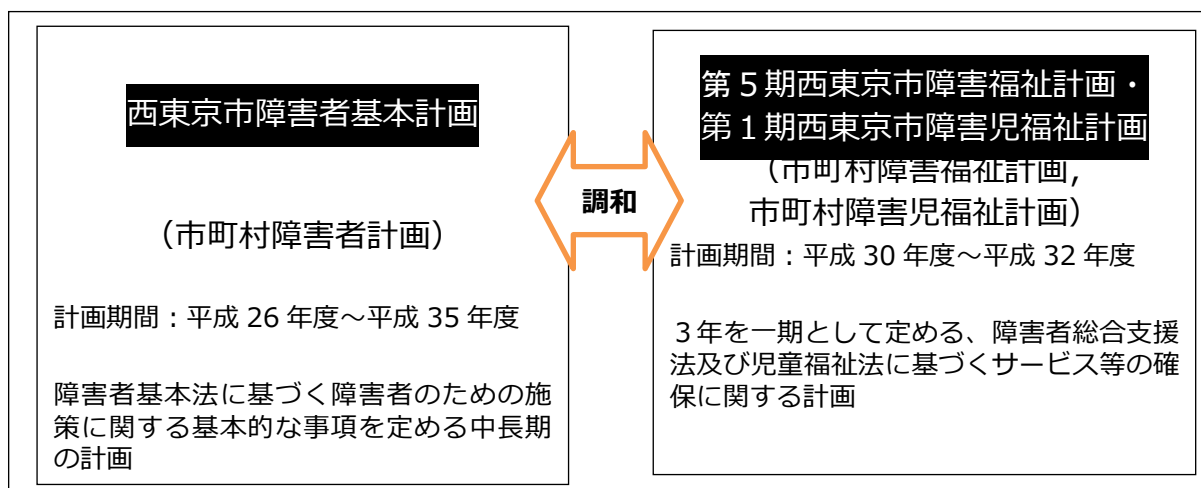 西東京市障害者基本計画
（市町村障害者計画）
計画期間：平成 26 年度～平成 35 年度
障害者基本法に基づく障害者のための施
策に関する基本的な事項を定める中長期
の計画
調和
第５期西東京市障害福祉計画・
第１期西東京市障害児福祉計画
（市町村障害福祉計画，
市町村障害児福祉計画）
計画期間：平成 30 年度～平成 32 年度
３年を一期として定める、障害者総合支援
法及び児童福祉法に基づくサービス等の確
保に関する計画